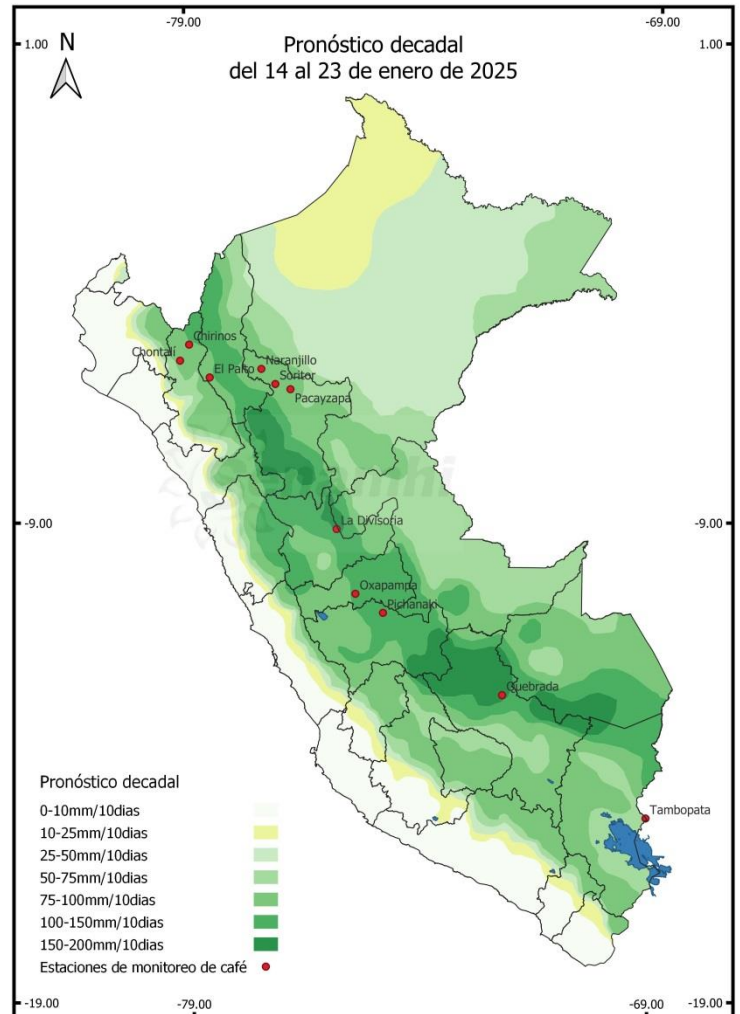 -79.00
-69.00
1.00
N
Pronóstico decadal
del 14 al 23 de enero de 2025
1.00
Chirinos
Chontalí
El Palto
Naranjillo
Soritor
Pacayzapa
Senamhi
-9.00
-9.00
La Divisoria
Oxapampa
Pichanaki
Quebrada
Tambopata
Pronóstico decadal
0-10mm/10dias
10-25mm/10dias
25-50mm/10dias
50-75mm/10dias
75-100mm/10dias
100-150mm/10dias
150-200mm/10dias
Estaciones de monitoreo de café
-19.00
-19.00
-79.00
-69.00